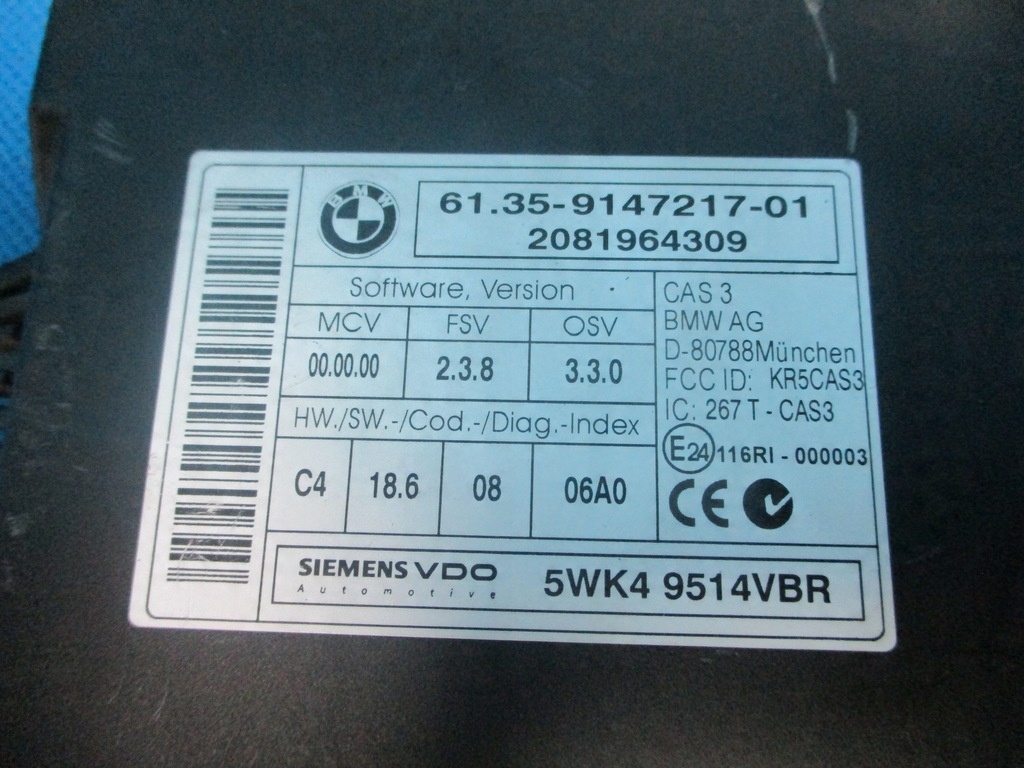 BMW
61.35-9147217-01
2081964309
Software, Version
MCV FSV OSV
00.00.00 2.3.8 3.3.0
HW./SW.-/Cod.-/Diag.-Index
C4 18.6 08 06A0
CAS 3
BMW AG
D-80788München
FCC ID: KR5CAS3
IC: 267 T - CAS3
E24 116RI - 000003
CE
SIEMENS VDO
Automotive
5WK4 9514VBR